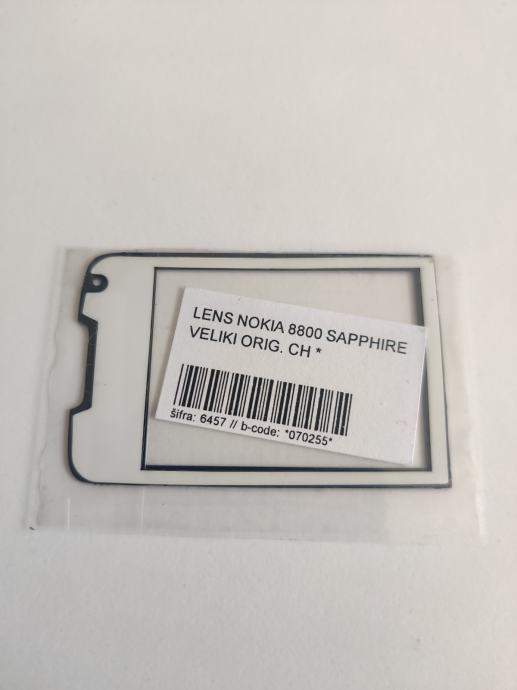 LENS NOKIA 8800 SAPPHIRE
VELIKI ORIG. CH *
šifra: 6457 // b-code: *070255*